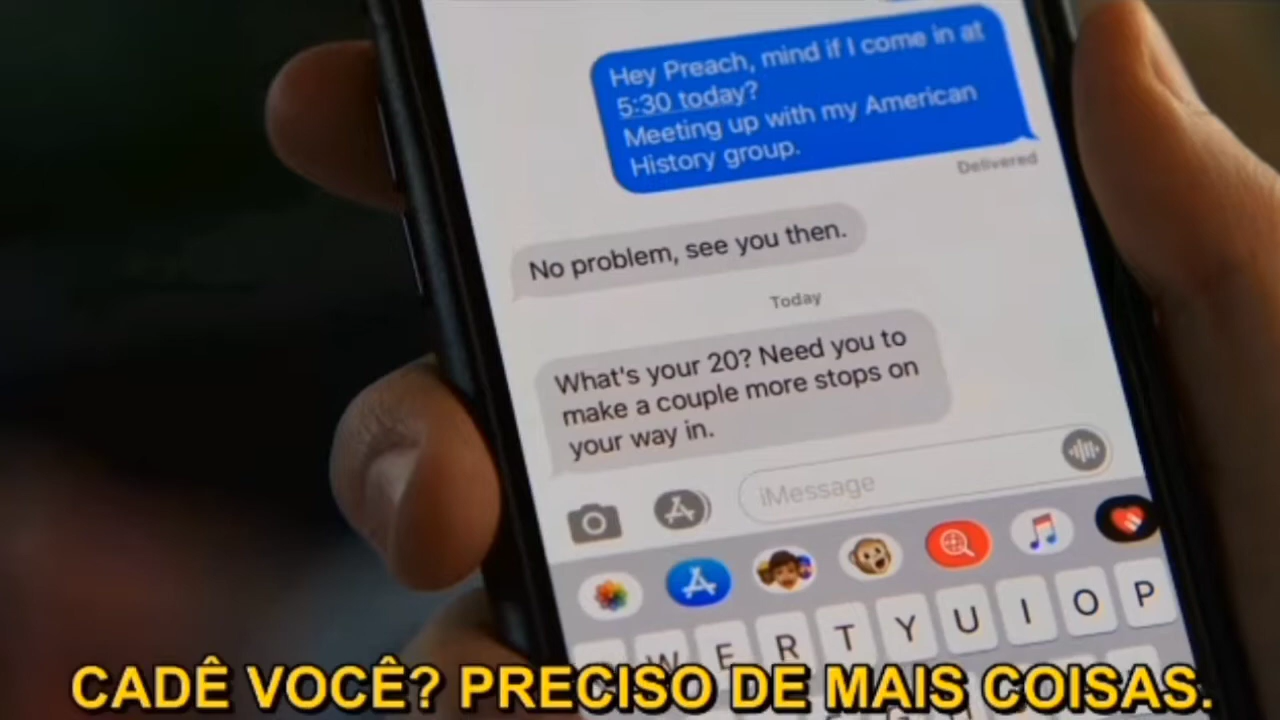 Hey Preach, mind if I come in at
5:30 today?
Meeting up with my American
History group.
Delivered
No problem, see you then.
Today
What's your 20? Need you to
make a couple more stops on
your way in.
iMessage
W E R T Y U I O P
CADÊ VOCÊ? PRECISO DE MAIS COISAS.